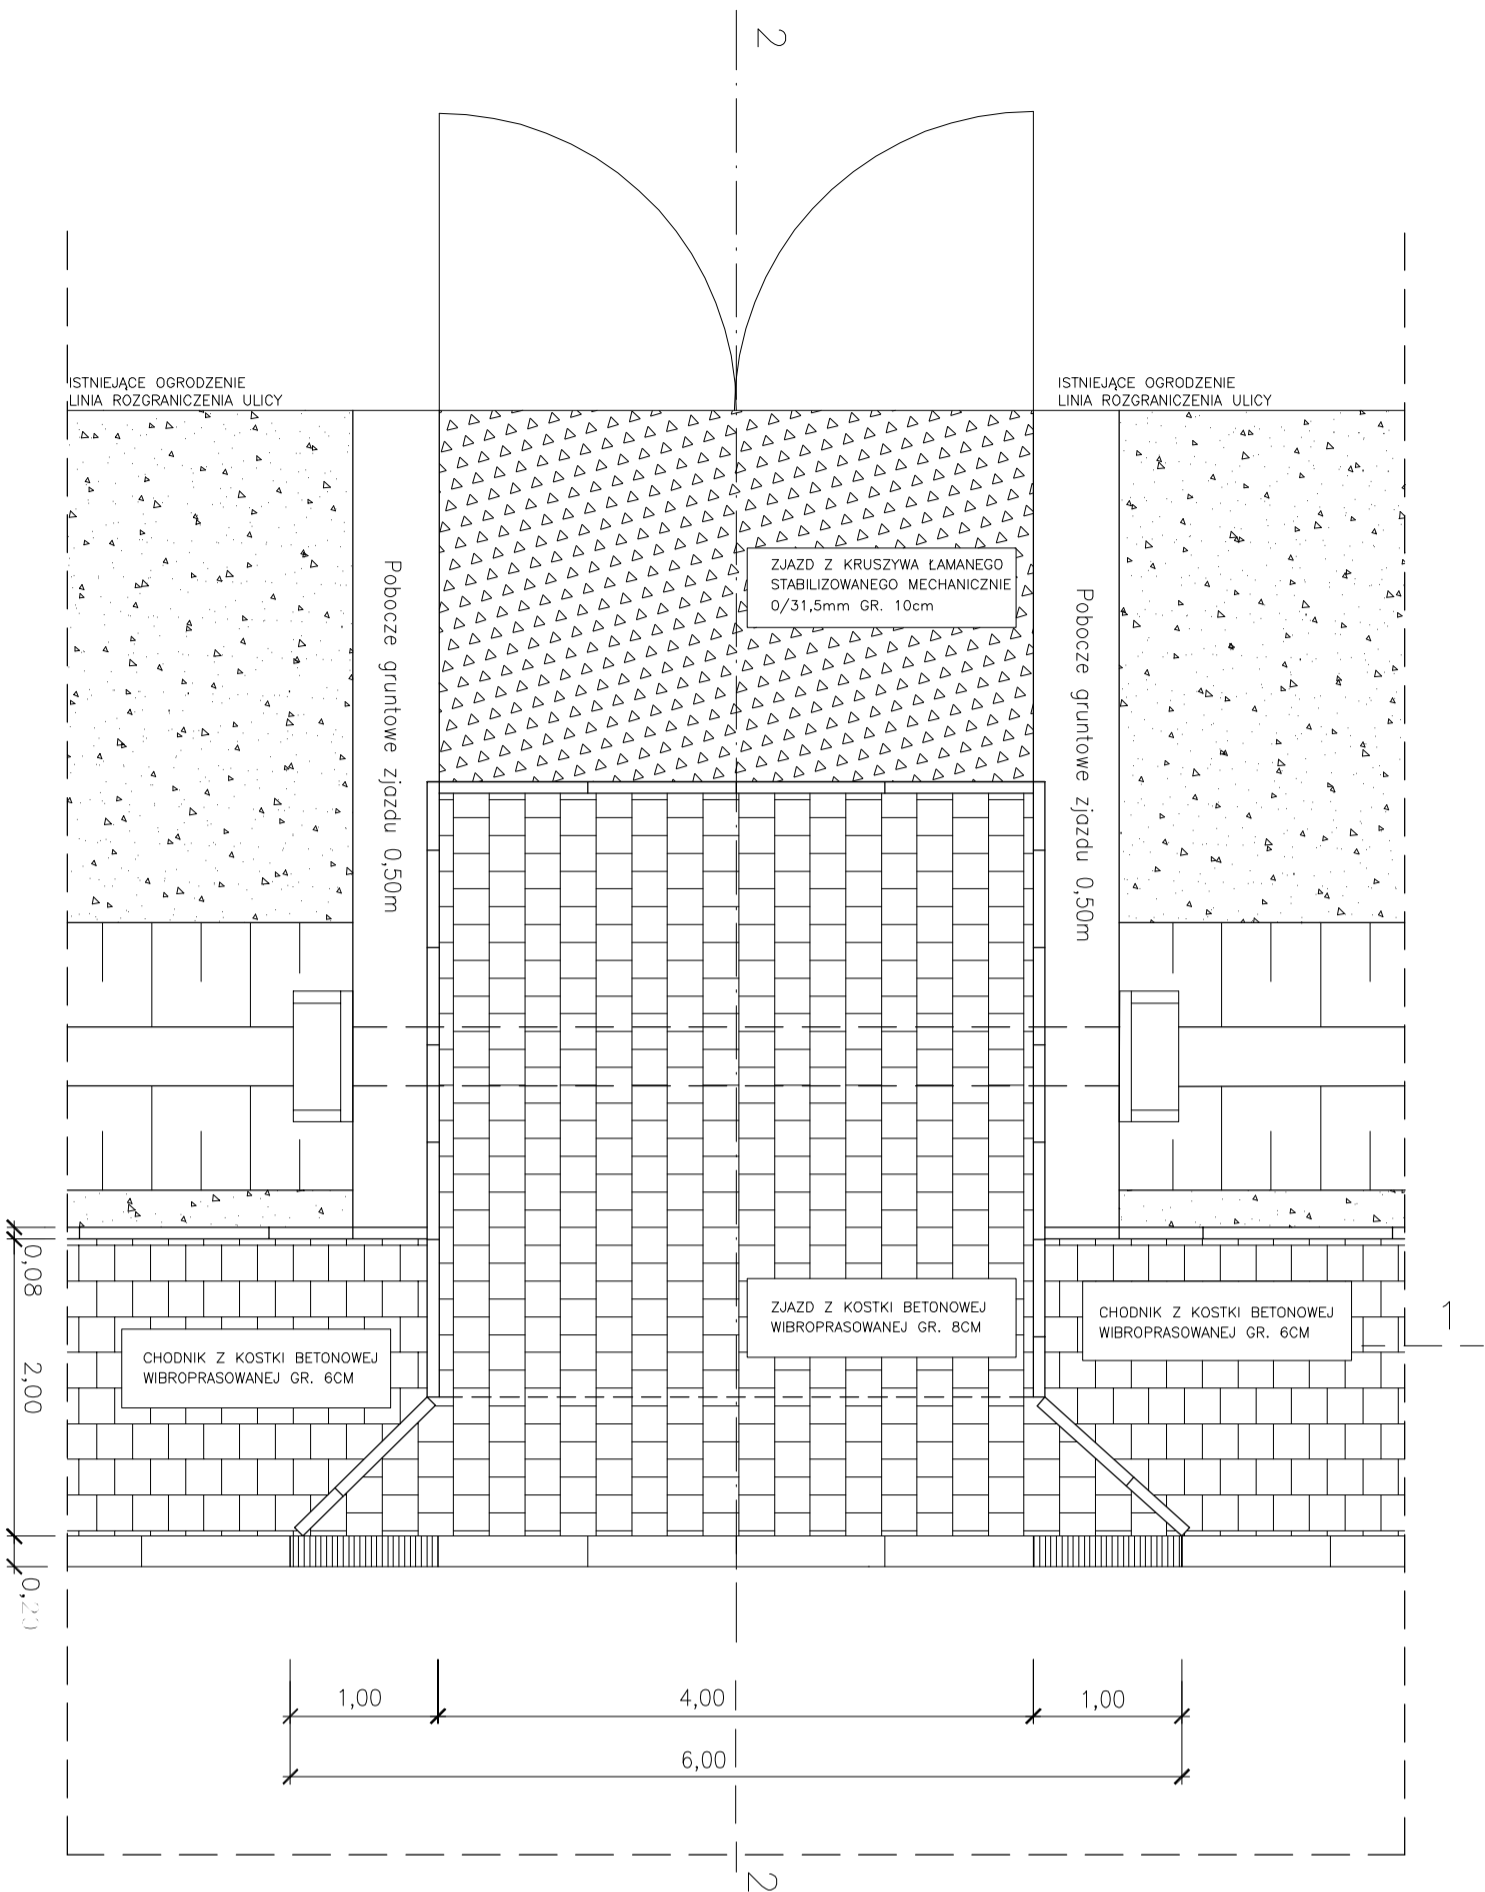 2
ISTNIEJĄCE OGRODZENIE
LINIA ROZGRANICZENIA ULICY
ISTNIEJĄCE OGRODZENIE
LINIA ROZGRANICZENIA ULICY
ZJAZD Z KRUSZYWA ŁAMANEGO
STABILIZOWANEGO MECHANICZNIE
0/31,5mm GR. 10cm
Pobocze gruntowe zjazdu 0,50m
Pobocze gruntowe zjazdu 0,50m
0,08
2,00
ZJAZD Z KOSTKI BETONOWEJ
WIBROPRASOWANEJ GR. 8CM
CHODNIK Z KOSTKI BETONOWEJ
WIBROPRASOWANEJ GR. 6CM
1
CHODNIK Z KOSTKI BETONOWEJ
WIBROPRASOWANEJ GR. 6CM
0,20
1,00
4,00
1,00
6,00
2